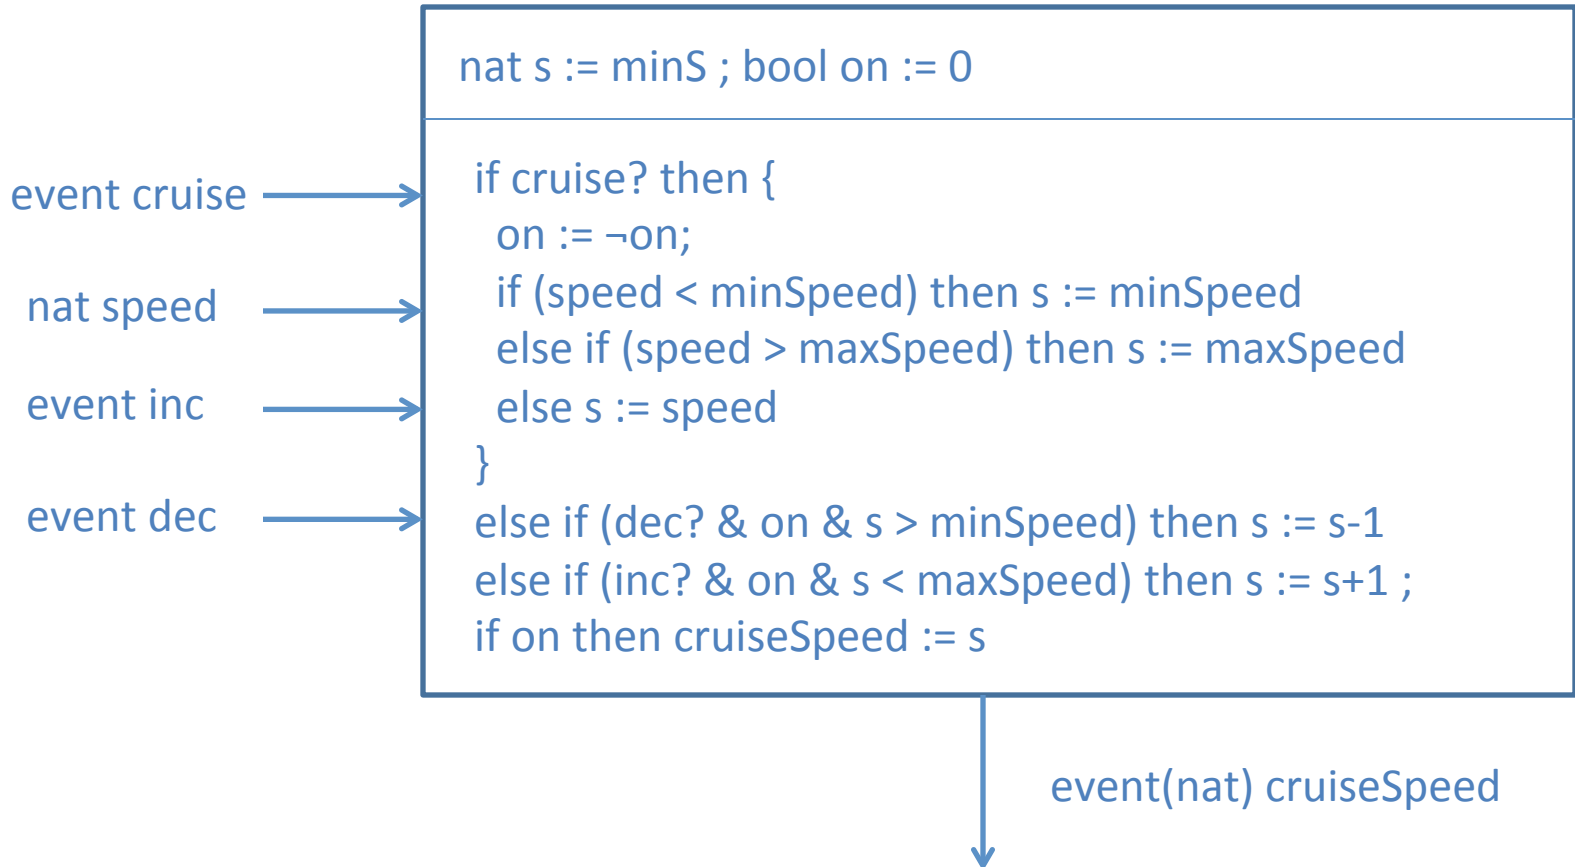 nat s := minS ; bool on := 0
event cruise
nat speed
event inc
event dec
if cruise? then {
on := ¬on;
if (speed < minSpeed) then s := minSpeed
else if (speed > maxSpeed) then s := maxSpeed
else s := speed
}
else if (dec? & on & s > minSpeed) then s := s-1
else if (inc? & on & s < maxSpeed) then s := s+1 ;
if on then cruiseSpeed := s
event(nat) cruiseSpeed